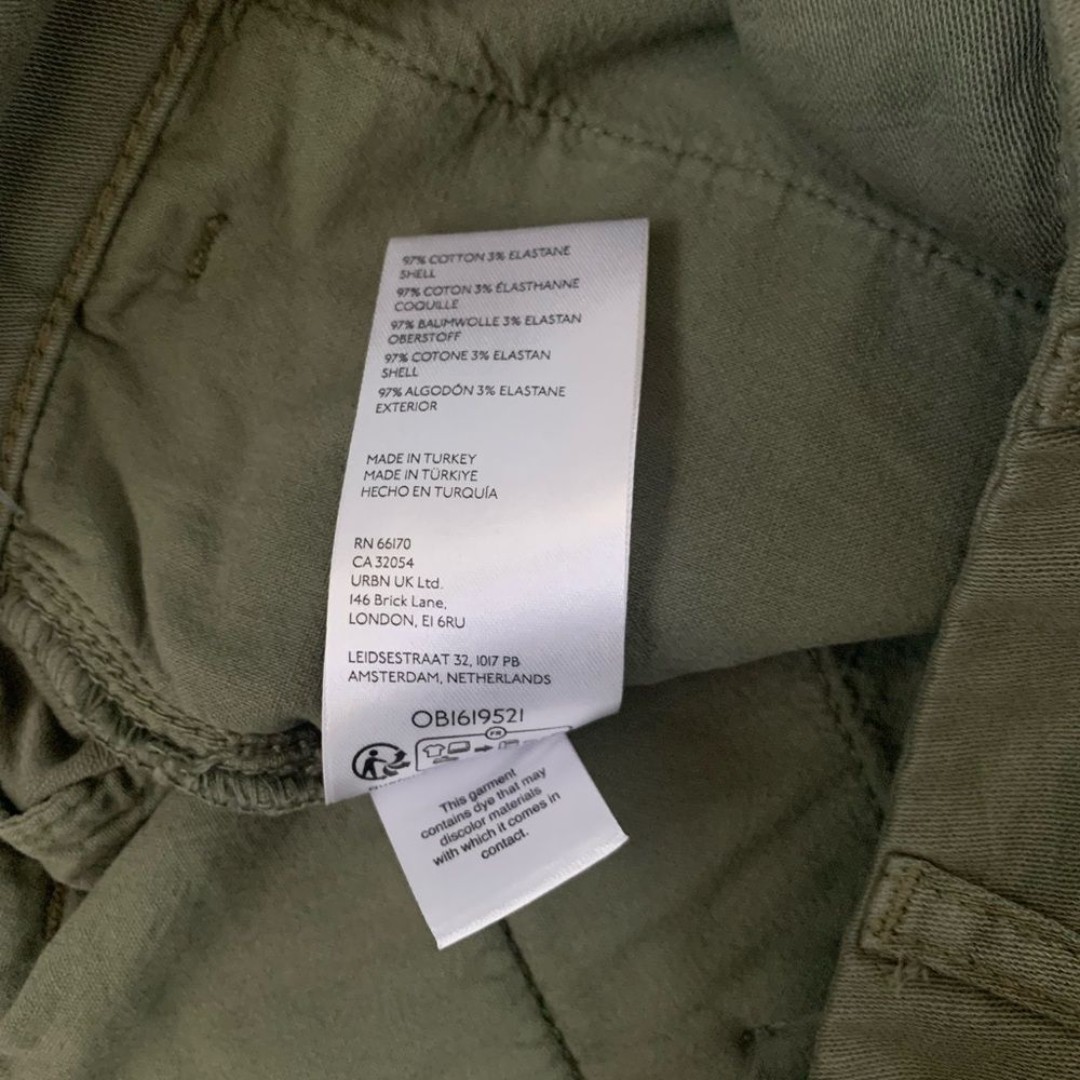 97% COTTON 3% ELASTANE
SHELL
97% COTON 3% ÉLASTHANNE
COQUILLE
97% BAUMWOLLE 3% ELASTAN
OBERSTOFF
97% COTONE 3% ELASTAN
SHELL
97% ALGODÓN 3% ELASTANE
EXTERIOR
MADE IN TURKEY
MADE IN TÜRKIYE
HECHO EN TURQUÍA
RN 66170
CA 32054
URBN UK Ltd.
146 Brick Lane,
LONDON, E1 6RU
LEIDSESTRAAT 32, 1017 PB
AMSTERDAM, NETHERLANDS
OB1619521
FR
This garment
contains dye that may
discolor materials
with which it comes in
contact.